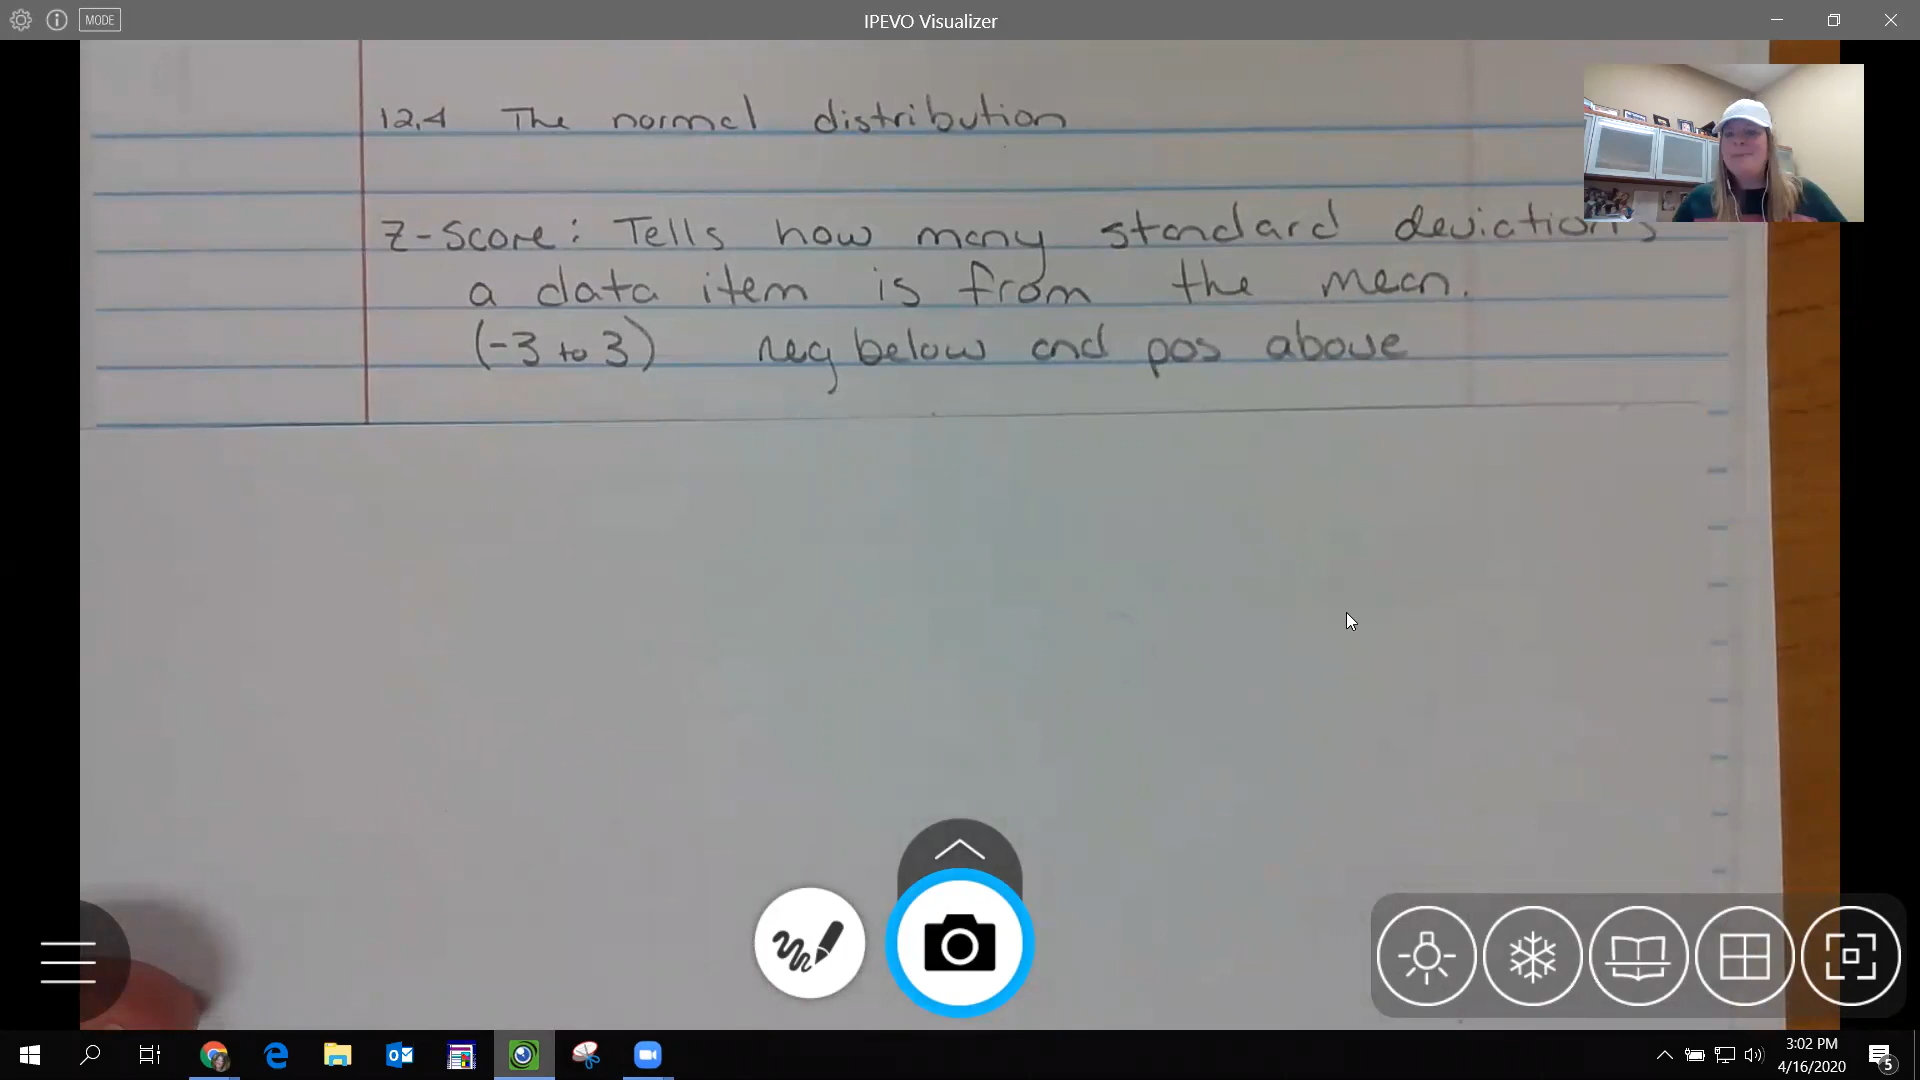 MODE
IPEVO Visualizer
12.4 The normal distribution
Z-score: Tells how many standard deviations
a data item is from the mean.
(-3 to 3) neg below and pos above
3:02 PM
4/16/2020
5